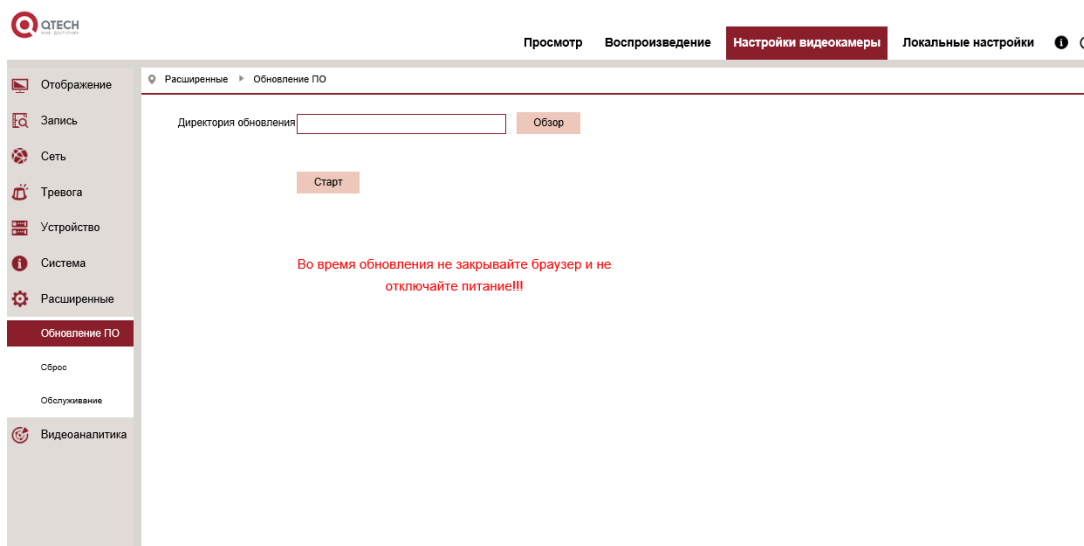 QTECH
Просмотр Воспроизведение Настройки видеокамеры Локальные настройки
Расширенные Обновление ПО
Отображение
Запись
Сеть
Тревога
Устройство
Система
Расширенные
Обновление ПО
Сброс
Обслуживание
Видеоаналитика
Директория обновления Обзор
Старт
Во время обновления не закрывайте браузер и не
отключайте питание!!!